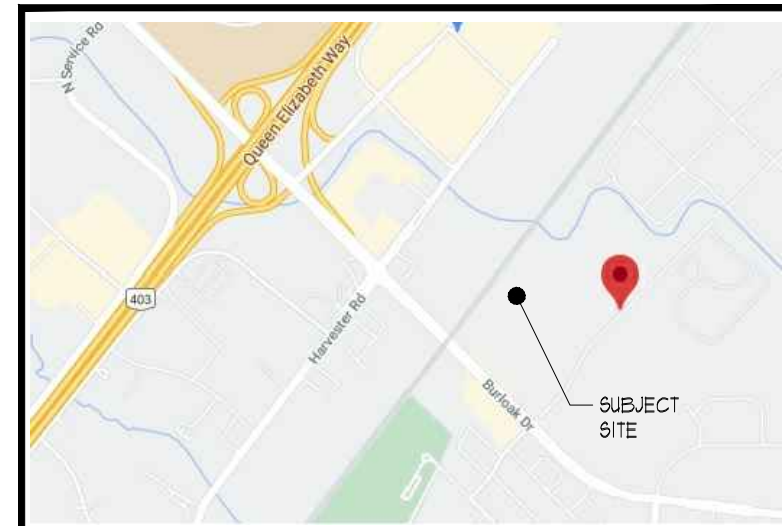 N Service Rd
Queen Elizabeth Way
403
Harvester Rd
Burloak Dr
SUBJECT
SITE